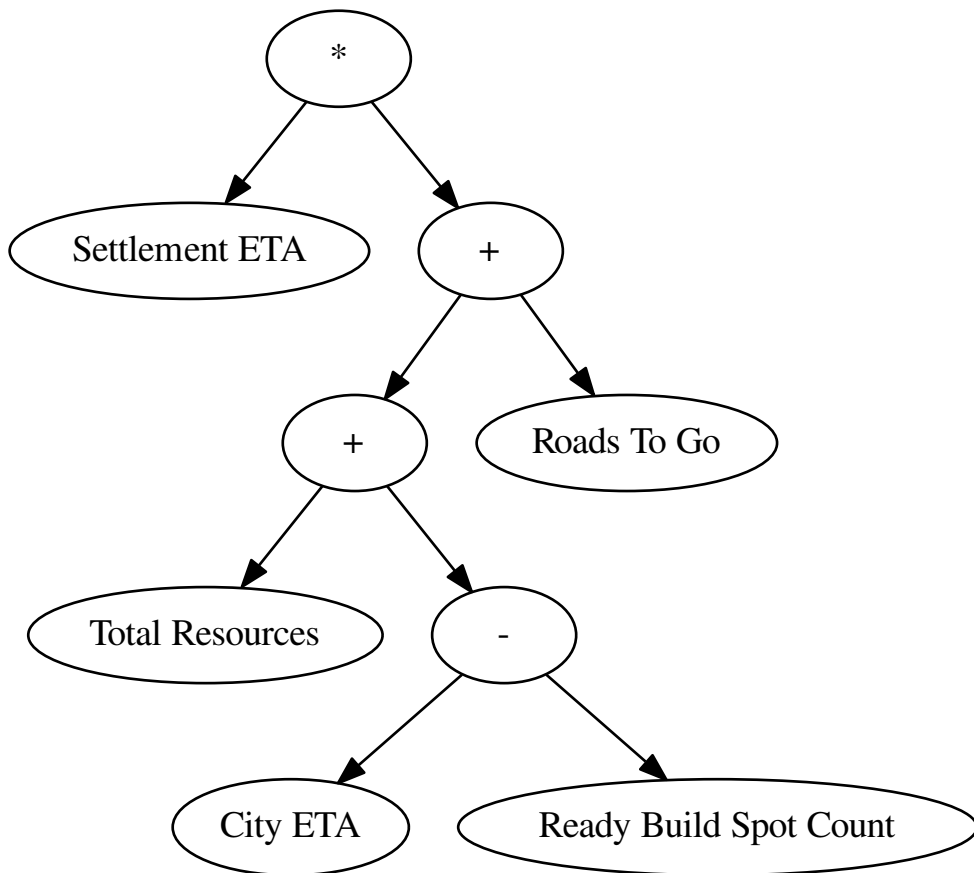 *
Settlement ETA
+
+
Roads To Go
Total Resources
-
City ETA
Ready Build Spot Count